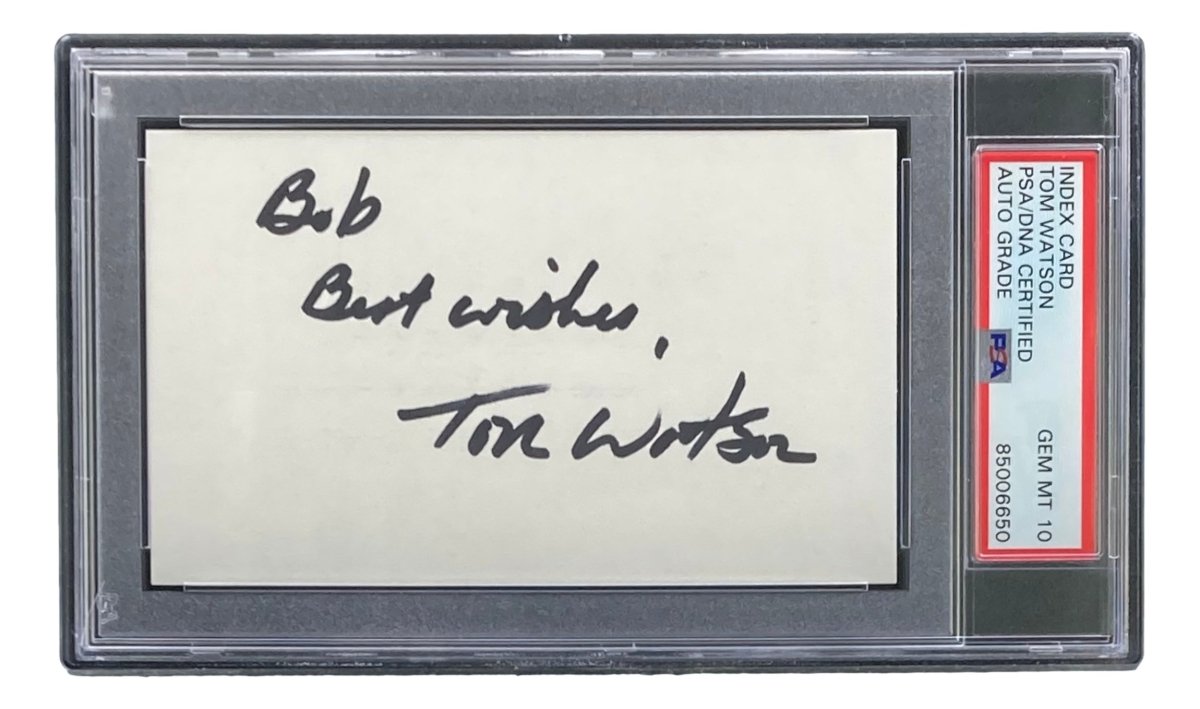 Bob
Best wishes,
Tom Watson
INDEX CARD
TOM WATSON
PSA/DNA CERTIFIED
AUTO GRADE
GEM MT 10
85006650
PSA